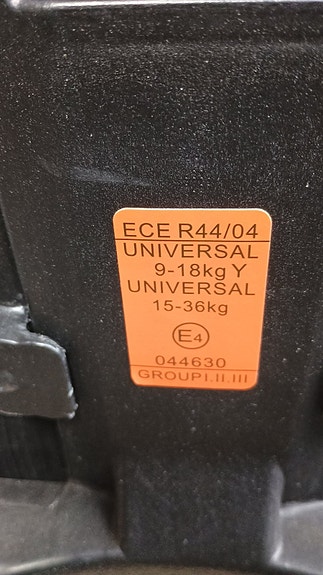 ECE R44/04
UNIVERSAL
9-18kg Y
UNIVERSAL
15-36kg
E4
044630
GROUPI.II.III